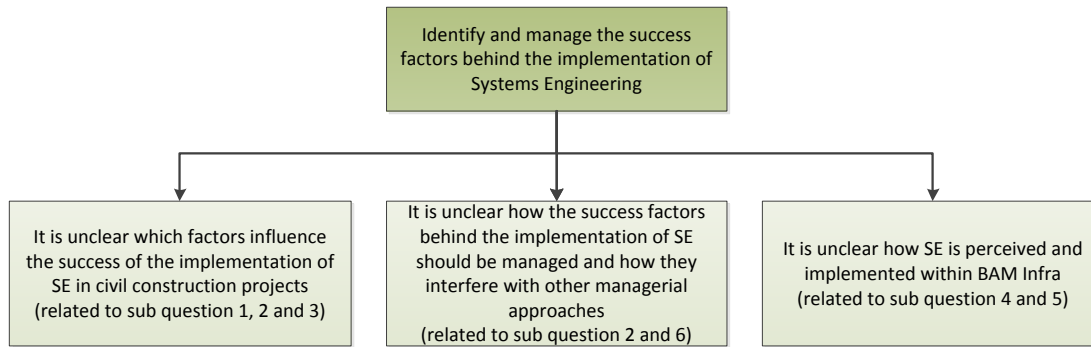 Identify and manage the success
factors behind the implementation of
Systems Engineering
It is unclear which factors influence
the success of the implementation of
SE in civil construction projects
(related to sub question 1, 2 and 3)
It is unclear how the success factors
behind the implementation of SE
should be managed and how they
interfere with other managerial
approaches
(related to sub question 2 and 6)
It is unclear how SE is perceived and
implemented within BAM Infra
(related to sub question 4 and 5)